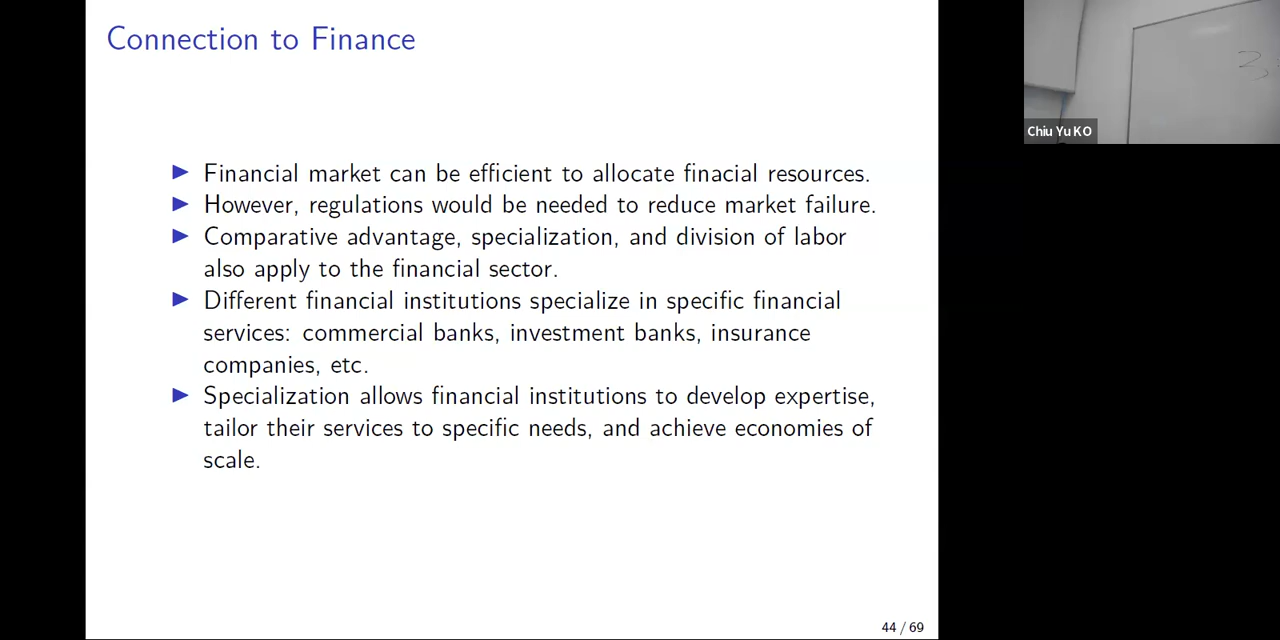 Connection to Finance
▶ Financial market can be efficient to allocate finacial resources.
▶ However, regulations would be needed to reduce market failure.
▶ Comparative advantage, specialization, and division of labor
also apply to the financial sector.
▶ Different financial institutions specialize in specific financial
services: commercial banks, investment banks, insurance
companies, etc.
▶ Specialization allows financial institutions to develop expertise,
tailor their services to specific needs, and achieve economies of
scale.
44 / 69
Chiu Yu KO
3